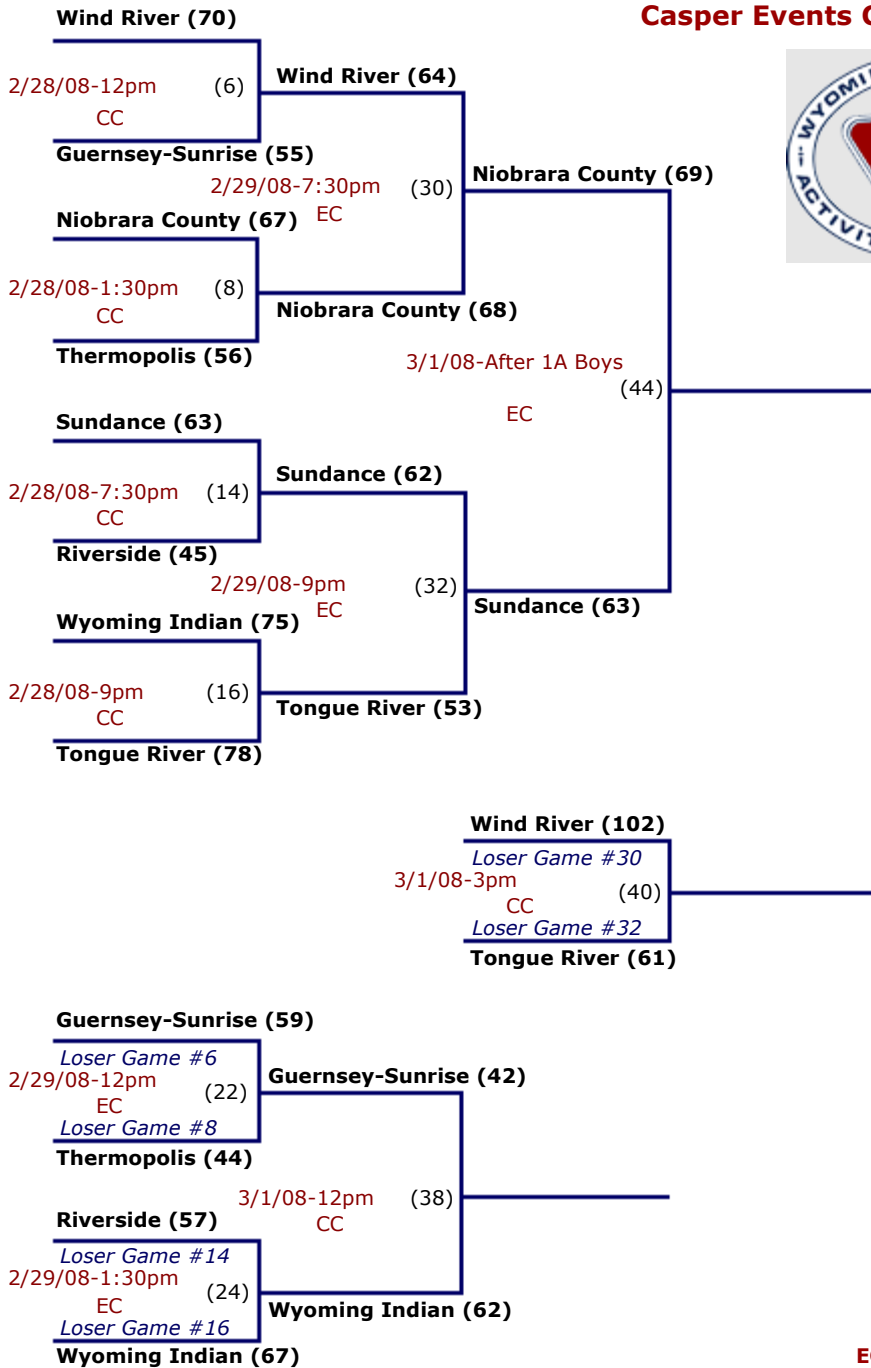 Casper Events
Wind River (70)
2/28/08-12pm
(6)
CC
Guernsey-Sunrise (55)
Wind River (64)
2/29/08-7:30pm
(30)
EC
Niobrara County (67)
2/28/08-1:30pm
(8)
CC
Thermopolis (56)
Niobrara County (68)
Niobrara County (69)
3/1/08-After 1A Boys
(44)
EC
Sundance (63)
2/28/08-7:30pm
(14)
CC
Riverside (45)
Sundance (62)
2/29/08-9pm
(32)
EC
Sundance (63)
Wyoming Indian (75)
2/28/08-9pm
(16)
CC
Tongue River (78)
Tongue River (53)
Wind River (102)
Loser Game #30
3/1/08-3pm
(40)
CC
Loser Game #32
Tongue River (61)
Guernsey-Sunrise (59)
Loser Game #6
2/29/08-12pm
(22)
EC
Loser Game #8
Thermopolis (44)
Guernsey-Sunrise (42)
3/1/08-12pm
(38)
CC
Riverside (57)
Loser Game #14
2/29/08-1:30pm
(24)
EC
Loser Game #16
Wyoming Indian (67)
Wyoming Indian (62)